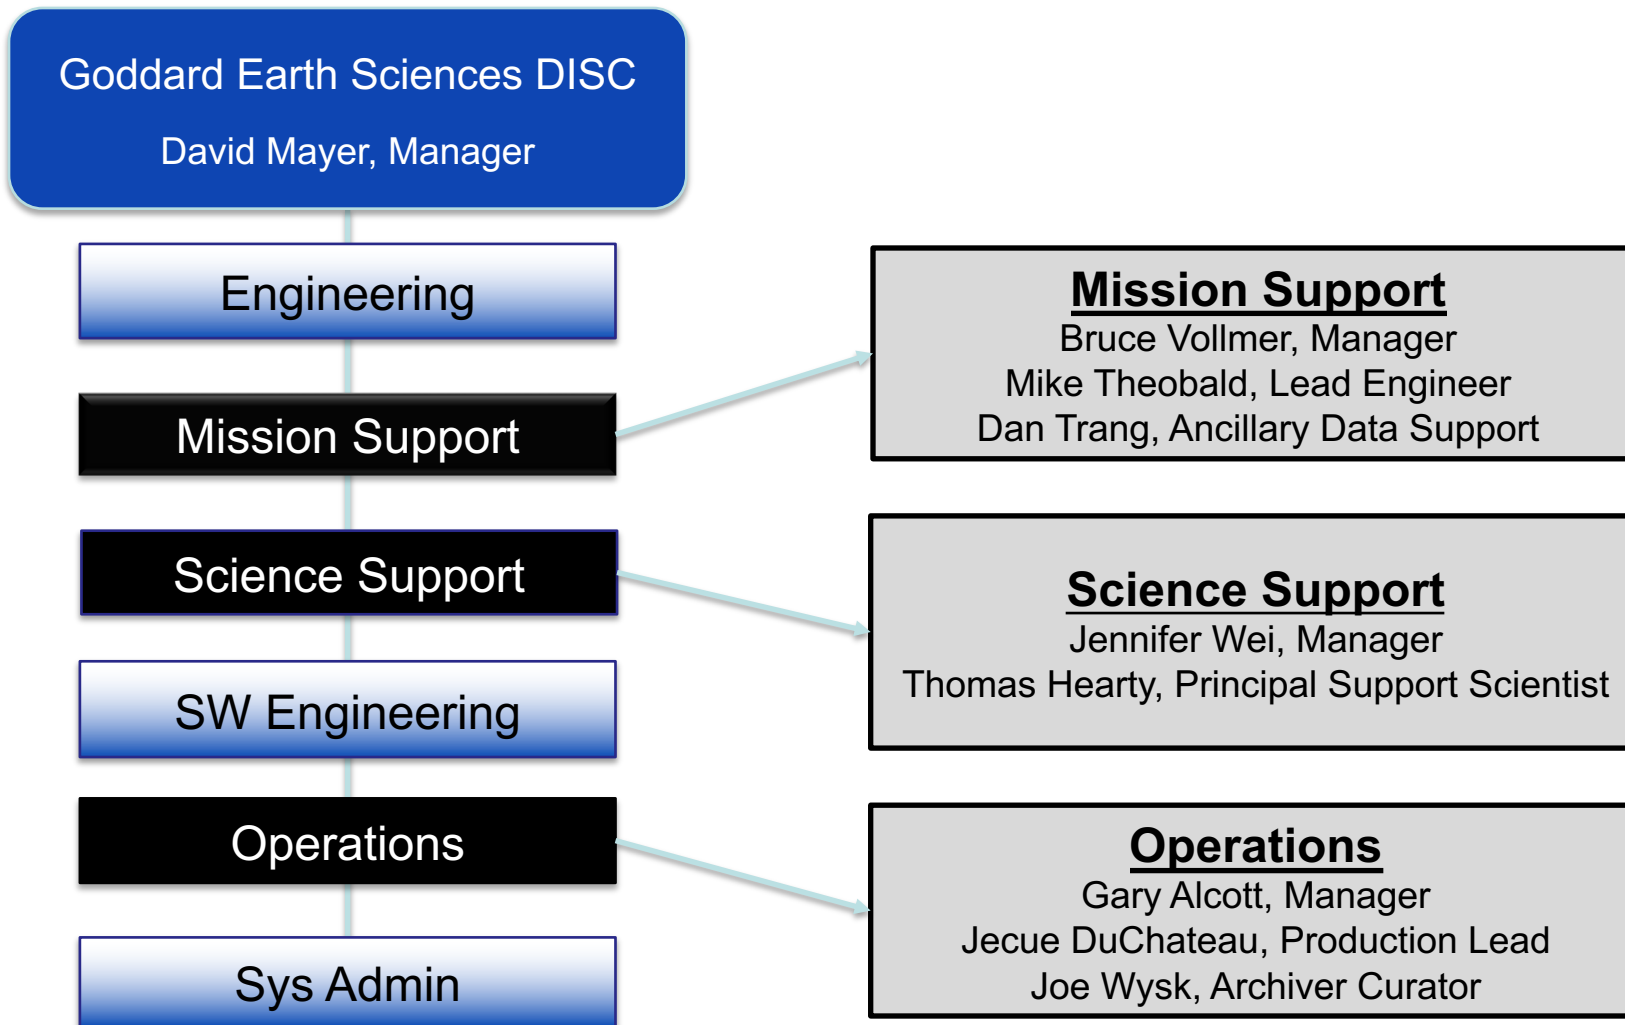 Goddard Earth Sciences DISC
David Mayer, Manager
Engineering
Mission Support
Science Support
SW Engineering
Operations
Sys Admin
Mission Support
Bruce Vollmer, Manager
Mike Theobald, Lead Engineer
Dan Trang, Ancillary Data Support
Science Support
Jennifer Wei, Manager
Thomas Hearty, Principal Support Scientist
Operations
Gary Alcott, Manager
Jecue DuChateau, Production Lead
Joe Wysk, Archiver Curator